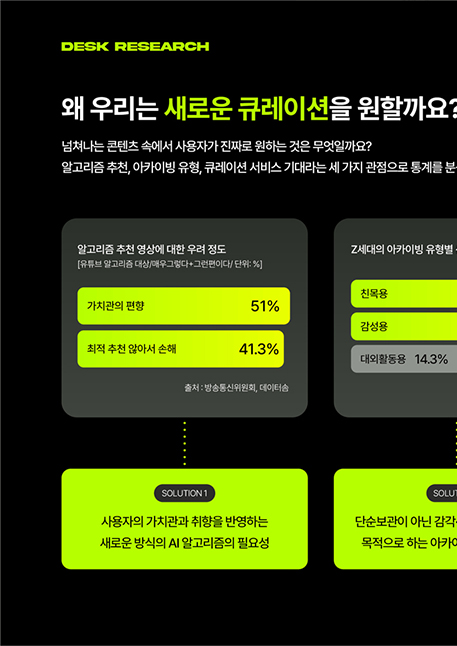 DESK RESEARCH
왜 우리는 새로운 큐레이션을 원할까요?
넘쳐나는 콘텐츠 속에서 사용자가 진짜로 원하는 것은 무엇일까요?
알고리즘 추천, 아카이빙 유형, 큐레이션 서비스 기대라는 세 가지 관점으로 통계를 분
알고리즘 추천 영상에 대한 우려 정도
[유튜브 알고리즘 대상/매우그렇다+그런편이다/ 단위: %]
가치관의 편향 51%
최적 추천 않아서 손해 41.3%
출처 : 방송통신위원회, 데이터솜
SOLUTION 1
사용자의 가치관과 취향을 반영하는
새로운 방식의 AI 알고리즘의 필요성
Z세대의 아카이빙 유형별
친목용
감성용
대외활동용 14.3%
SOLUT
단순보관이 아닌 감각
목적으로 하는 아카이